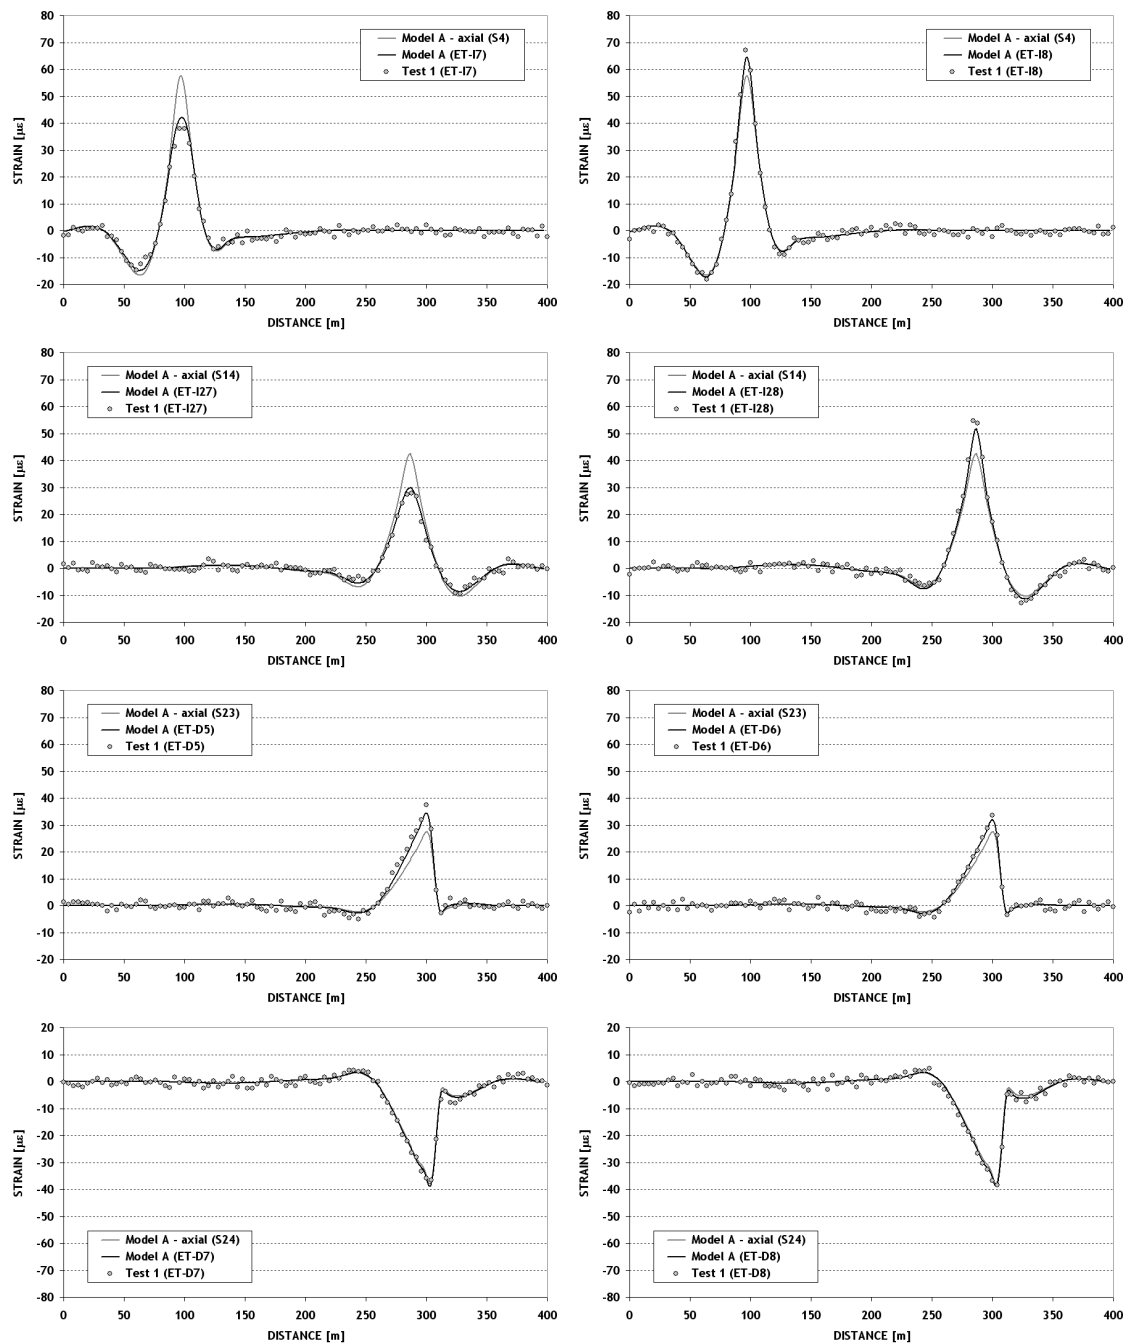 80
70
60
50
40
30
20
10
0
-10
-20
STRAIN [µε]
0 50 100 150 200 250 300 350 400
DISTANCE [m]
Model A - axial (S4)
Model A (ET-I7)
Test 1 (ET-I7)
80
70
60
50
40
30
20
10
0
-10
-20
STRAIN [µε]
0 50 100 150 200 250 300 350 400
DISTANCE [m]
Model A - axial (S4)
Model A (ET-I8)
Test 1 (ET-I8)
80
70
60
50
40
30
20
10
0
-10
-20
STRAIN [µε]
0 50 100 150 200 250 300 350 400
DISTANCE [m]
Model A - axial (S14)
Model A (ET-I27)
Test 1 (ET-I27)
80
70
60
50
40
30
20
10
0
-10
-20
STRAIN [µε]
0 50 100 150 200 250 300 350 400
DISTANCE [m]
Model A - axial (S14)
Model A (ET-I28)
Test 1 (ET-I28)
80
70
60
50
40
30
20
10
0
-10
-20
STRAIN [µε]
0 50 100 150 200 250 300 350 400
DISTANCE [m]
Model A - axial (S23)
Model A (ET-D5)
Test 1 (ET-D5)
80
70
60
50
40
30
20
10
0
-10
-20
STRAIN [µε]
0 50 100 150 200 250 300 350 400
DISTANCE [m]
Model A - axial (S23)
Model A (ET-D6)
Test 1 (ET-D6)
20
10
0
-10
-20
-30
-40
-50
-60
-70
-80
STRAIN [µε]
0 50 100 150 200 250 300 350 400
DISTANCE [m]
Model A - axial (S24)
Model A (ET-D7)
Test 1 (ET-D7)
20
10
0
-10
-20
-30
-40
-50
-60
-70
-80
STRAIN [µε]
0 50 100 150 200 250 300 350 400
DISTANCE [m]
Model A - axial (S24)
Model A (ET-D8)
Test 1 (ET-D8)